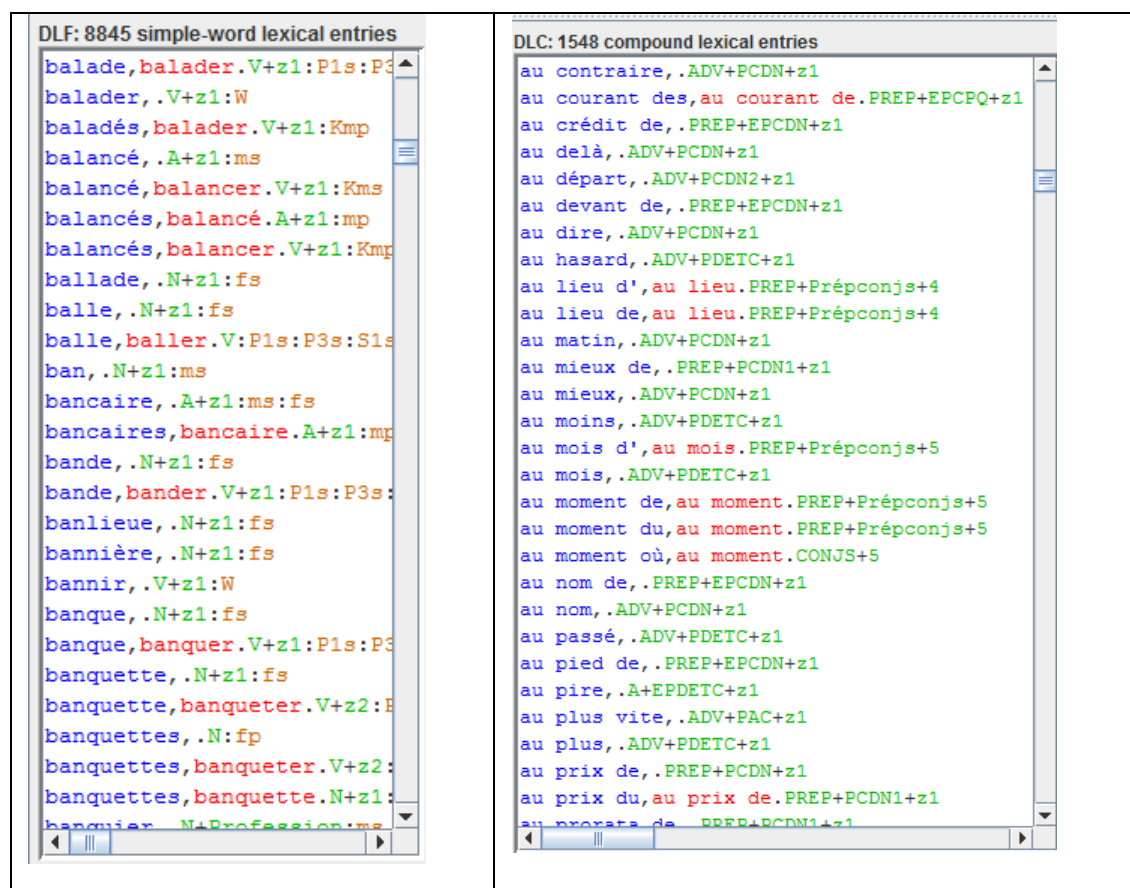 DLF: 8845 simple-word lexical entries
balade,balader.V+z1:P1s:P3
balader,.V+z1:W
baladés,balader.V+z1:Kmp
balancé,.A+z1:ms
balancé,balancer.V+z1:Kms
balancés,balancé.A+z1:mp
balancés,balancer.V+z1:Kmp
ballade,.N+z1:fs
balle,.N+z1:fs
balle,baller.V:P1s:P3s:S1s
ban,.N+z1:ms
bancaire,.A+z1:ms:fs
bancaires,bancaire.A+z1:mp
bande,.N+z1:fs
bande,bander.V+z1:P1s:P3s:
banlieue,.N+z1:fs
bannière,.N+z1:fs
bannir,.V+z1:W
banque,.N+z1:fs
banque,banquer.V+z1:P1s:P3
banquette,.N+z1:fs
banquette,banqueter.V+z2:P
banquettes,.N:fp
banquettes,banqueter.V+z2:
banquettes,banquette.N+z1:
banquier,.N+Profession:ms
DLC: 1548 compound lexical entries
au contraire,.ADV+PCDN+z1
au courant des,au courant de.PREP+EPCPQ+z1
au crédit de,.PREP+EPCDN+z1
au delà,.ADV+PCDN+z1
au départ,.ADV+PCDN2+z1
au devant de,.PREP+EPCDN+z1
au dire,.ADV+PCDN+z1
au hasard,.ADV+PDETC+z1
au lieu d',au lieu.PREP+Prépconjs+4
au lieu de,au lieu.PREP+Prépconjs+4
au matin,.ADV+PCDN+z1
au mieux de,.PREP+PCDN1+z1
au mieux,.ADV+PCDN+z1
au moins,.ADV+PDETC+z1
au mois d',au mois.PREP+Prépconjs+5
au mois,.ADV+PDETC+z1
au moment de,au moment.PREP+Prépconjs+5
au moment du,au moment.PREP+Prépconjs+5
au moment où,au moment.CONJS+5
au nom de,.PREP+EPCDN+z1
au nom,.ADV+PCDN+z1
au passé,.ADV+PDETC+z1
au pied de,.PREP+EPCDN+z1
au pire,.A+EPDETC+z1
au plus vite,.ADV+PAC+z1
au plus,.ADV+PDETC+z1
au prix de,.PREP+PCDN+z1
au prix du,au prix de.PREP+PCDN1+z1
au prorata de,.PREP+PCDN1+z1